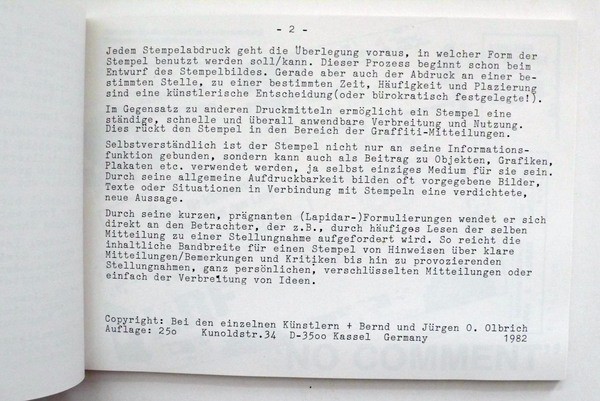 - 2 -
Jedem Stempelabdruck geht die Überlegung voraus, in welcher Form der
Stempel benutzt werden soll/kann. Dieser Prozess beginnt schon beim
Entwurf des Stempelbildes. Gerade aber auch der Abdruck an einer be-
stimmten Stelle, zu einer bestimmten Zeit, Häufigkeit und Plazierung
sind eine künstlerische Entscheidung(oder bürokratisch festgelegte!).
Im Gegensatz zu anderen Druckmitteln ermöglicht ein Stempel eine
ständige, schnelle und überall anwendbare Verbreitung und Nutzung.
Dies rückt den Stempel in den Bereich der Graffiti-Mitteilungen.
Selbstverständlich ist der Stempel nicht nur an seine Informations-
funktion gebunden, sondern kann auch als Beitrag zu Objekten, Grafiken,
Plakaten etc. verwendet werden, ja selbst einziges Medium für sie sein.
Durch seine allgemeine Aufdruckbarkeit bilden oft vorgegebene Bilder,
Texte oder Situationen in Verbindung mit Stempeln eine verdichtete,
neue Aussage.
Durch seine kurzen, prägnanten (Lapidar-)Formulierungen wendet er sich
direkt an den Betrachter, der z.B., durch häufiges Lesen der selben
Mitteilung zu einer Stellungnahme aufgefordert wird. So reicht die
inhaltliche Bandbreite für einen Stempel von Hinweisen über klare
Mitteilungen/Bemerkungen und Kritiken bis hin zu provozierenden
Stellungnahmen, ganz persönlichen, verschlüsselten Mitteilungen oder
einfach der Verbreitung von Ideen.
Copyright: Bei den einzelnen Künstlern + Bernd und Jürgen O. Olbrich
Auflage: 25o Kunoldstr.34 D-35oo Kassel Germany 1982
NO COMMENT"